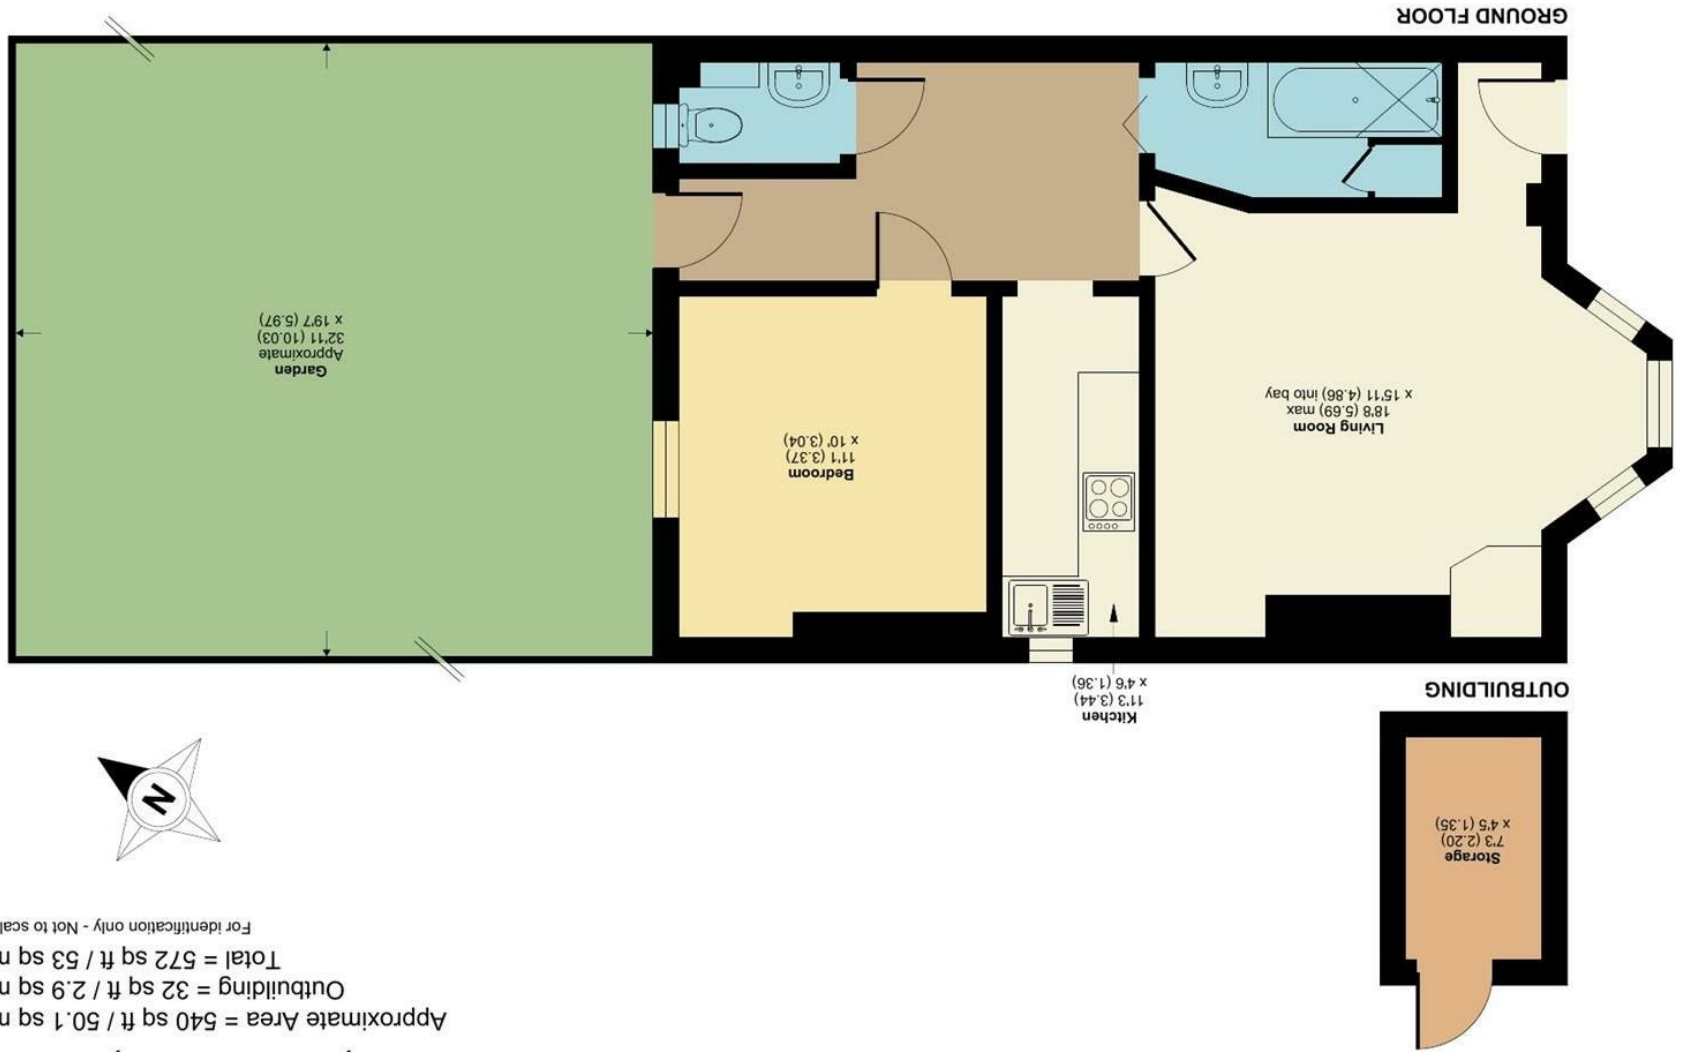 Approximate Area = 540 sq ft / 50.1 sq
Outbuilding = 32 sq ft / 2.9 sq
Total = 572 sq ft / 53 sq
For identification only - Not to scal
N
Storage
7'3 (2.20)
x 4'5 (1.35)
OUTBUILDING
Kitchen
11'3 (3.44)
x 4'6 (1.36)
Living Room
18'8 (5.69) max
x 15'11 (4.86) into bay
Bedroom
11'1 (3.37)
x 10' (3.04)
Garden
Approximate
32'11 (10.03)
x 19'7 (5.97)
GROUND FLOOR